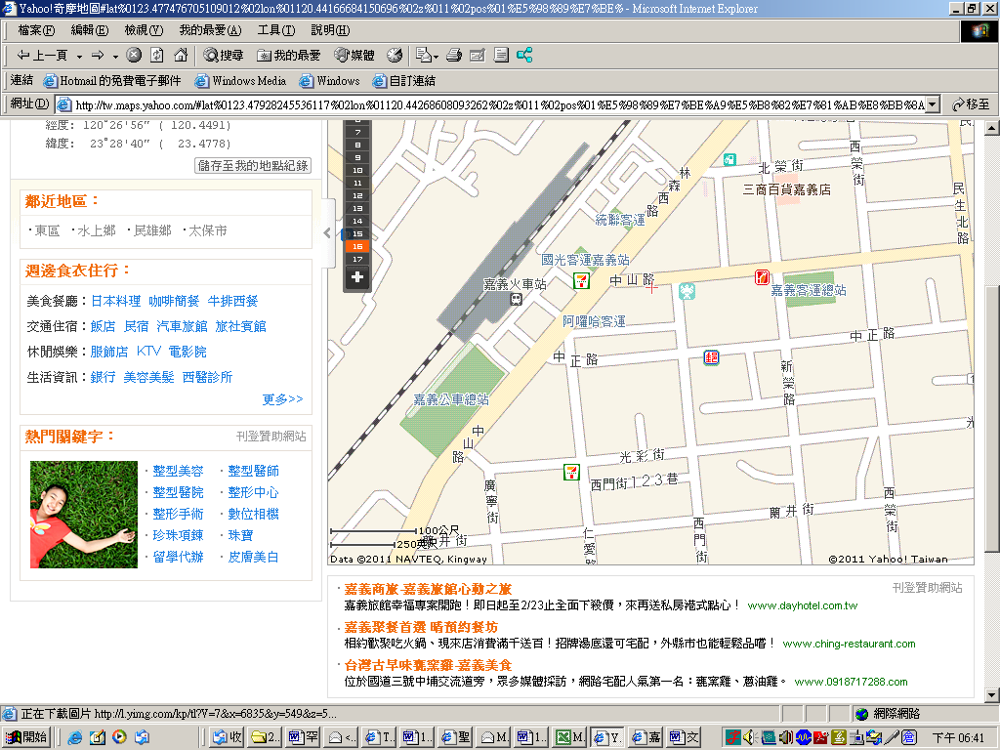 Yahoo!奇摩地圖#lat%0123.477476705109012%02lon%01120.44166684150696%02z%011%02pos%01%E5%98%89%E7%BE% - Microsoft Internet Explorer
檔案(F) 編輯(E) 檢視(V) 我的最愛(A) 工具(T) 說明(H)
上一頁 搜尋 我的最愛 媒體
連結 Hotmail 的免費電子郵件 Windows Media Windows 自訂連結
網址(D) http://tw.maps.yahoo.com/#lat%0123.47928245536117%02lon%01120.44268608093262%02z%011%02pos%01%E5%98%89%E7%BE%A9%E5%B8%82%E7%81%AB%E8%BB%8A 移至
經度: 120°26'56" ( 120.4491)
緯度: 23°28'40" ( 23.4778)
儲存至我的地點紀錄
鄰近地區：
·東區 ·水上鄉 ·民雄鄉 ·太保市
週邊食衣住行：
美食餐廳：日本料理 咖啡簡餐 牛排西餐
交通住宿：飯店 民宿 汽車旅館 旅社賓館
休閒娛樂：服飾店 KTV 電影院
生活資訊：銀行 美容美髮 西醫診所
更多>>
熱門關鍵字： 刊登贊助網站
· 整型美容 · 整型醫師
· 整型醫院 · 整形中心
· 整形手術 · 數位相機
· 珍珠項鍊 · 珠寶
· 留學代辦 · 皮膚美白
7
8
9
10
11
12
13
14
15
16
17
林森西路
北榮街
西榮街
民生北路
三商百貨嘉義店
統聯客運
國光客運嘉義站
嘉義火車站
中山路
嘉義客運總站
阿囉哈客運
中正路
中正路
新榮路
嘉義公車總站
中山路
光彩街
西門街123巷
廣寧街
蘭井街
西榮街
仁愛路
西門街
蘭井街
100公尺
250英尺
Data ©2011 NAVTEQ, Kingway
©2011 Yahoo! Taiwan
刊登贊助網站
· 嘉義商旅-嘉義旅館心動之旅
嘉義旅館幸福專案開跑！即日起至2/23止全面下殺價，來再送私房港式點心！ www.dayhotel.com.tw
· 嘉義聚餐首選 晴預約餐坊
相約歡聚吃火鍋、現來店消費滿千送百！招牌湯底還可宅配，外縣市也能輕鬆品嚐！ www.ching-restaurant.com
· 台灣古早味甕窯雞-嘉義美食
位於國道三號中埔交流道旁，眾多媒體採訪，網路宅配人氣第一名：甕窯雞、蔥油雞。 www.0918717288.com
正在下載圖片 http://l.yimg.com/kp/tl?V=7&x=6835&y=549&z=5... 網際網路
開始 收 2.. 罕 <.. T.. 1.. 聖 M 1.. M. Y. 嘉 文 下午 06:41